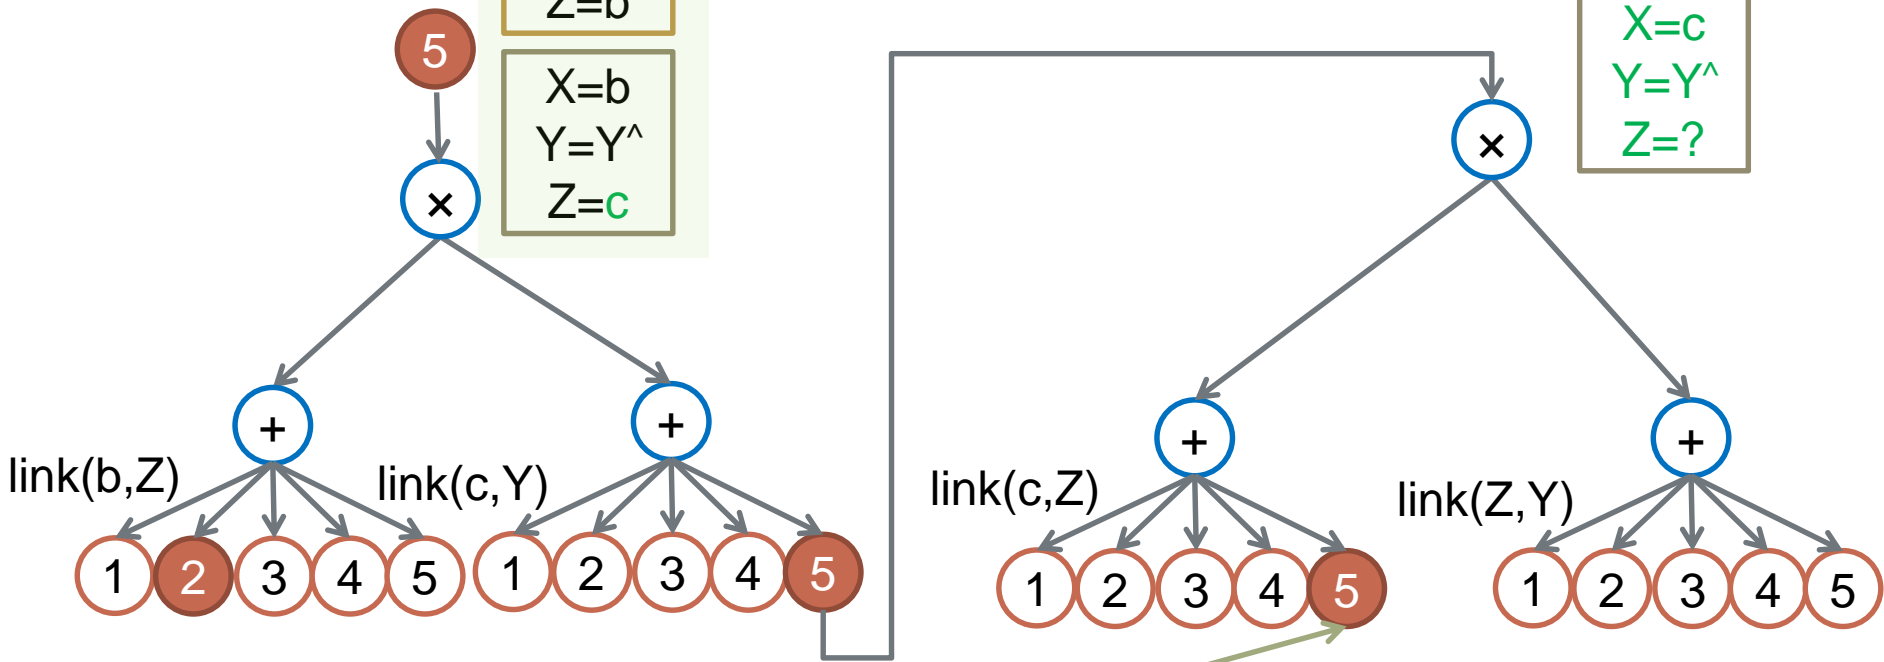 Z=b
5
X=b
Y=Y^
Z=c
×
X=c
Y=Y^
Z=?
×
+
+
+
+
link(b,Z)
link(c,Y)
link(c,Z)
link(Z,Y)
1 2 3 4 5
1 2 3 4 5
1 2 3 4 5
1 2 3 4 5